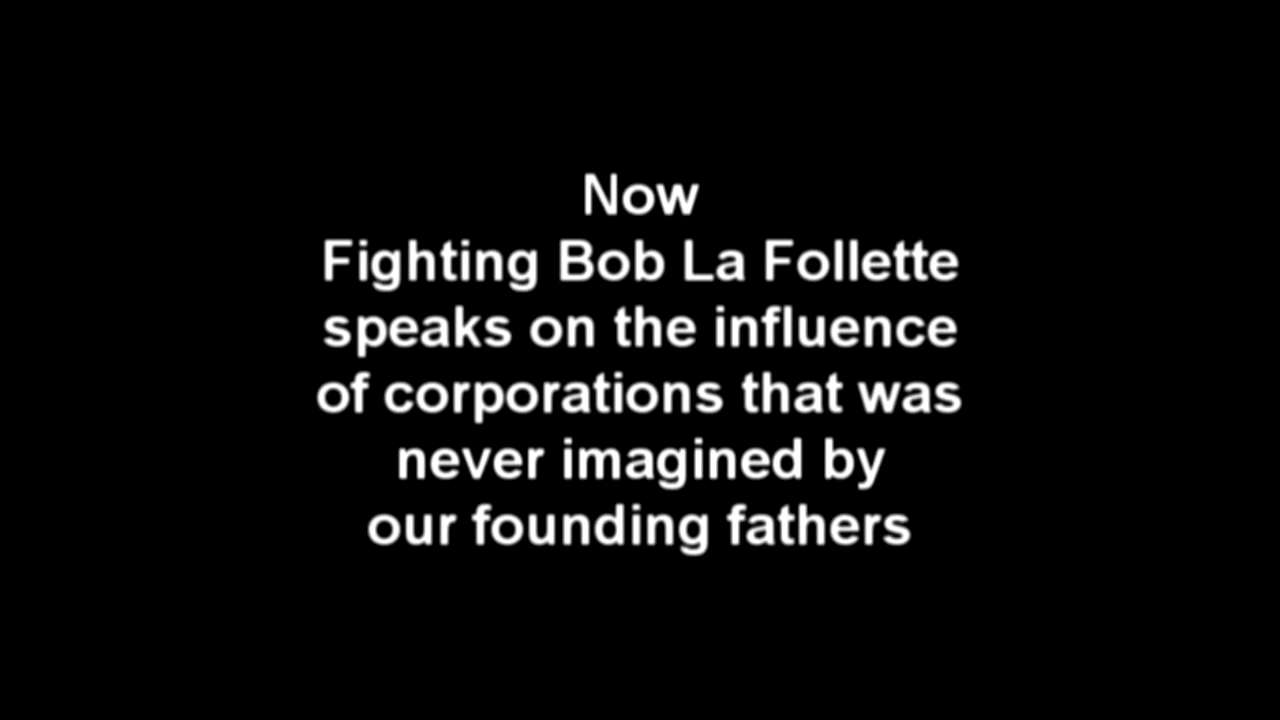 Now
Fighting Bob La Follette
speaks on the influence
of corporations that was
never imagined by
our founding fathers